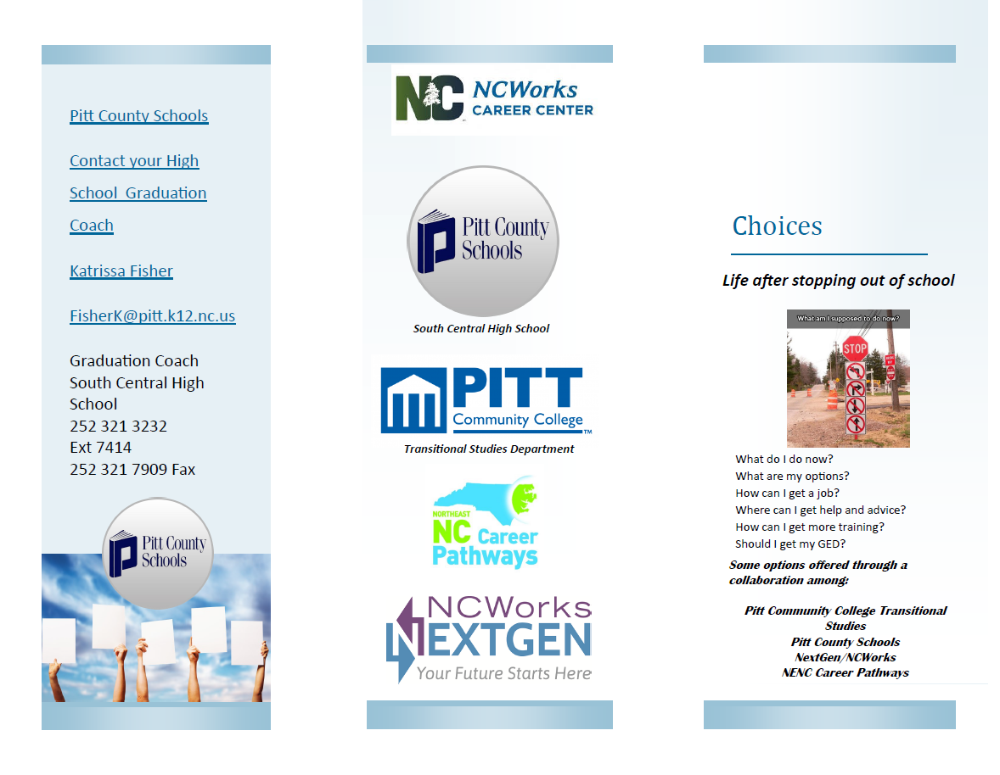 Pitt County Schools
Contact your High
School  Graduation
Coach
Katrissa Fisher
FisherK@pitt.k12.nc.us
Graduation Coach
South Central High
School
252 321 3232
Ext 7414
252 321 7909 Fax
Pitt County
Schools
NC NCWorks
CAREER CENTER
Pitt County
Schools
South Central High School
PITT
Community College™
Transitional Studies Department
NORTHEAST
NC Career
Pathways
NCWorks
NEXTGEN
Your Future Starts Here
Choices
Life after stopping out of school
What am I supposed to do now?
STOP
What do I do now?
What are my options?
How can I get a job?
Where can I get help and advice?
How can I get more training?
Should I get my GED?
Some options offered through a
collaboration among:
Pitt Community College Transitional
Studies
Pitt County Schools
NextGen/NCWorks
NENC Career Pathways